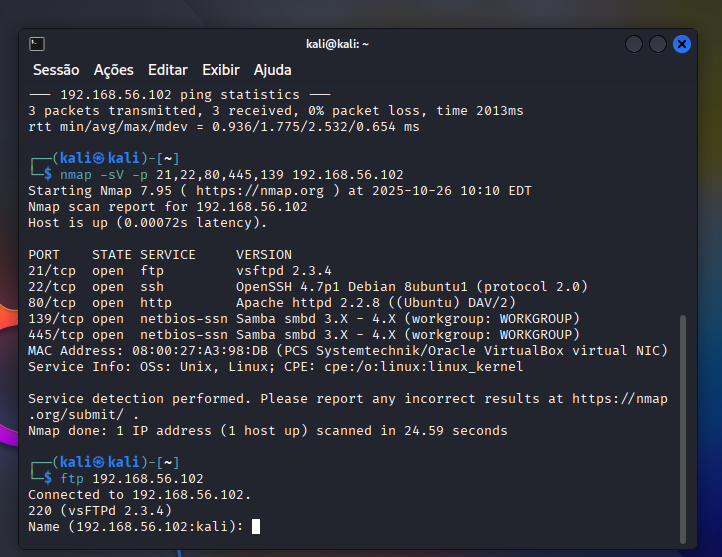 kali@kali: ~
Sessão Ações Editar Exibir Ajuda
--- 192.168.56.102 ping statistics ---
3 packets transmitted, 3 received, 0% packet loss, time 2013ms
rtt min/avg/max/mdev = 0.936/1.775/2.532/0.654 ms
┌──(kali㉿kali)-[~]
└─$ nmap -sV -p 21,22,80,445,139 192.168.56.102
Starting Nmap 7.95 ( https://nmap.org ) at 2025-10-26 10:10 EDT
Nmap scan report for 192.168.56.102
Host is up (0.00072s latency).
PORT STATE SERVICE VERSION
21/tcp open ftp vsftpd 2.3.4
22/tcp open ssh OpenSSH 4.7p1 Debian 8ubuntu1 (protocol 2.0)
80/tcp open http Apache httpd 2.2.8 ((Ubuntu) DAV/2)
139/tcp open netbios-ssn Samba smbd 3.X - 4.X (workgroup: WORKGROUP)
445/tcp open netbios-ssn Samba smbd 3.X - 4.X (workgroup: WORKGROUP)
MAC Address: 08:00:27:A3:98:DB (PCS Systemtechnik/Oracle VirtualBox virtual NIC)
Service Info: OSs: Unix, Linux; CPE: cpe:/o:linux:linux_kernel
Service detection performed. Please report any incorrect results at https://nmap
.org/submit/ .
Nmap done: 1 IP address (1 host up) scanned in 24.59 seconds
┌──(kali㉿kali)-[~]
└─$ ftp 192.168.56.102
Connected to 192.168.56.102.
220 (vsFTPd 2.3.4)
Name (192.168.56.102:kali):